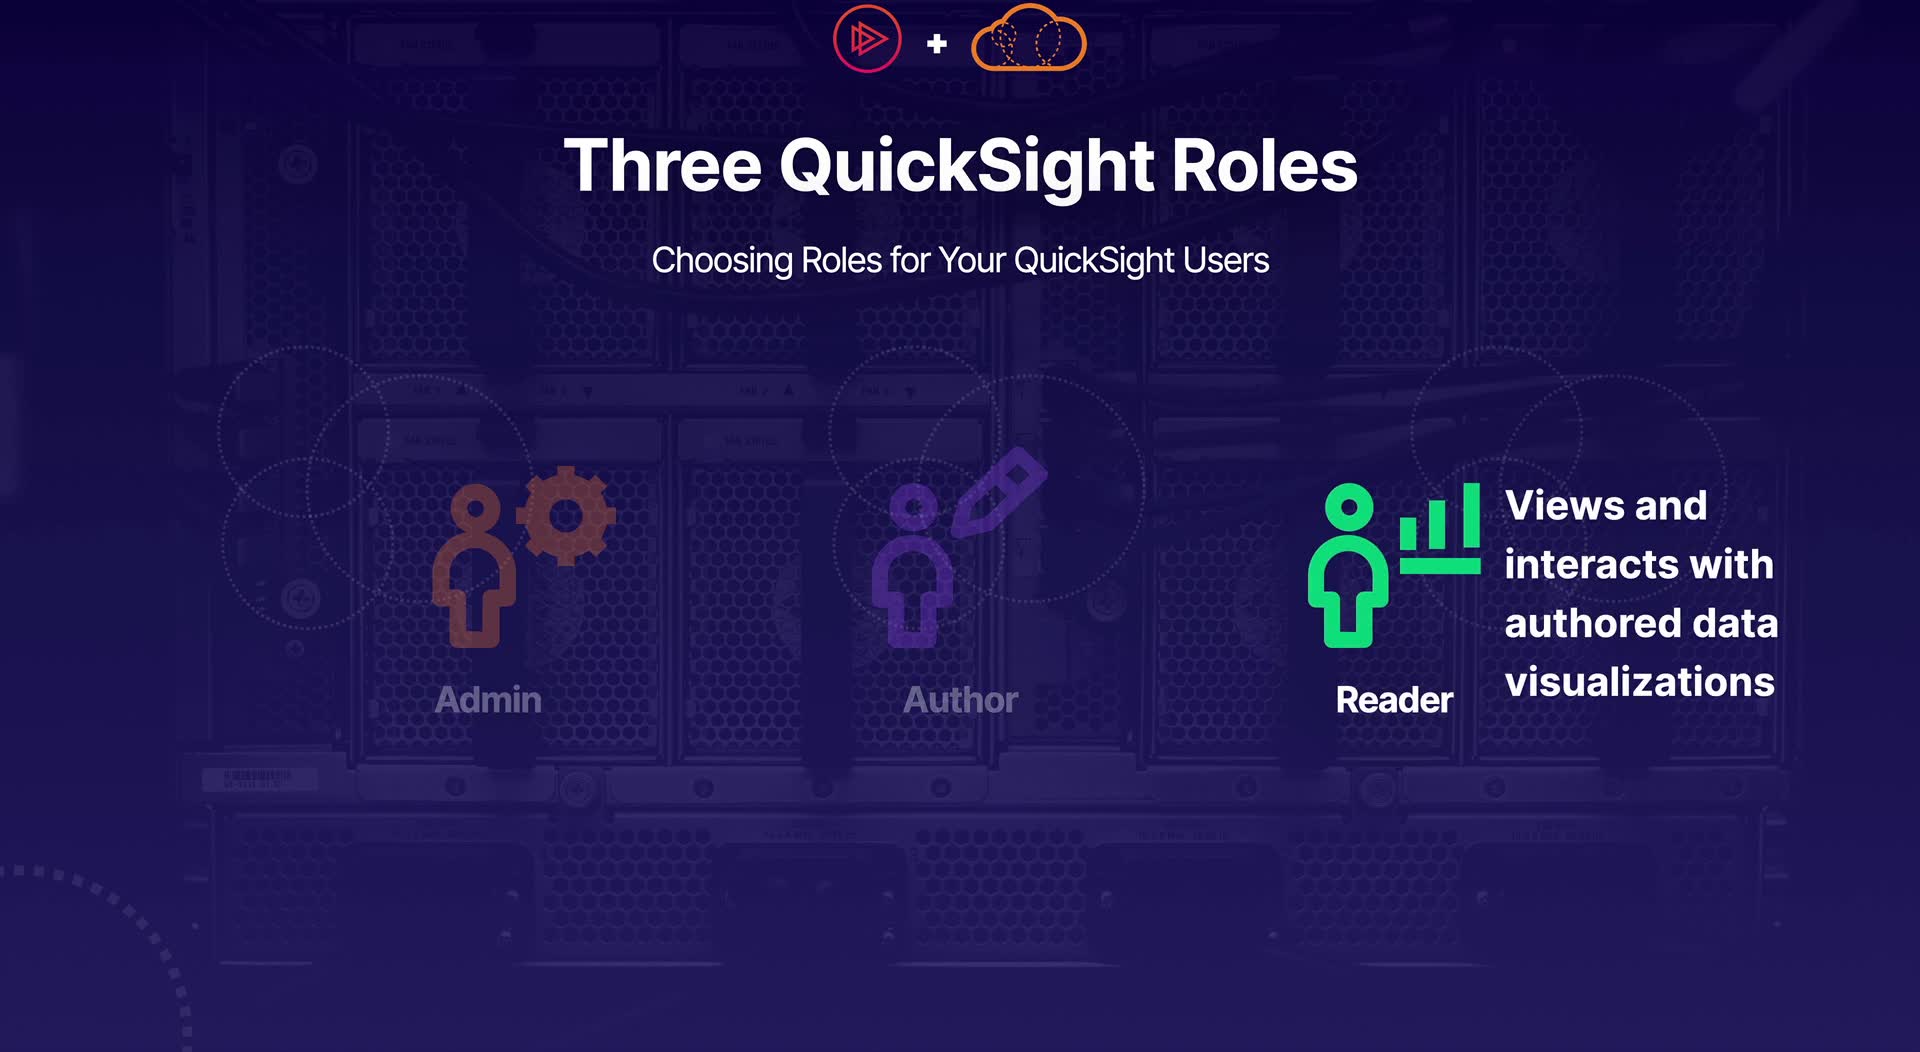 Three QuickSight Roles
Choosing Roles for Your QuickSight Users
Admin
Author
Reader
Views and
interacts with
authored data
visualizations